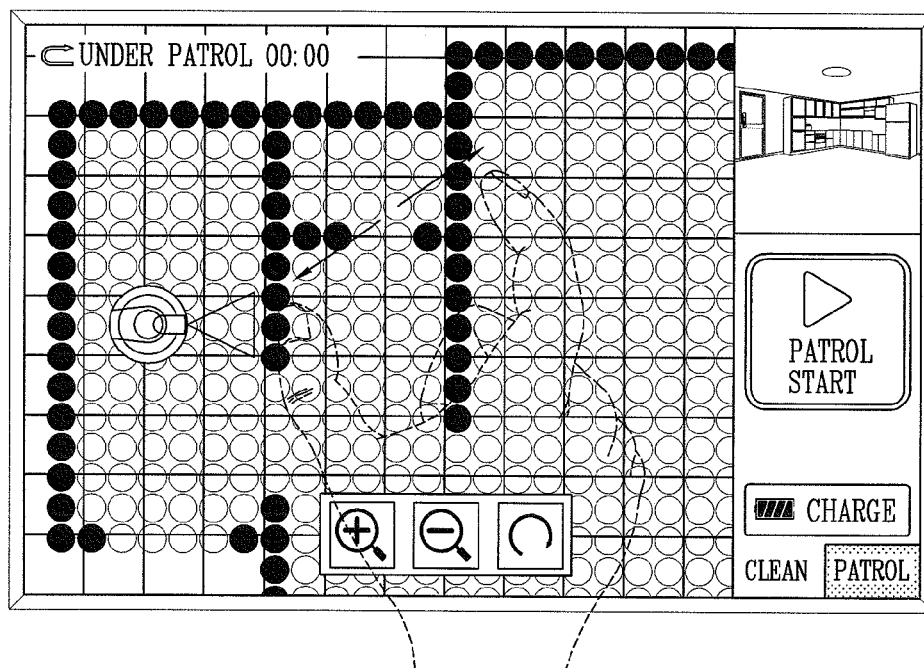 UNDER PATROL 00:00
PATROL
START
CHARGE
CLEAN PATROL